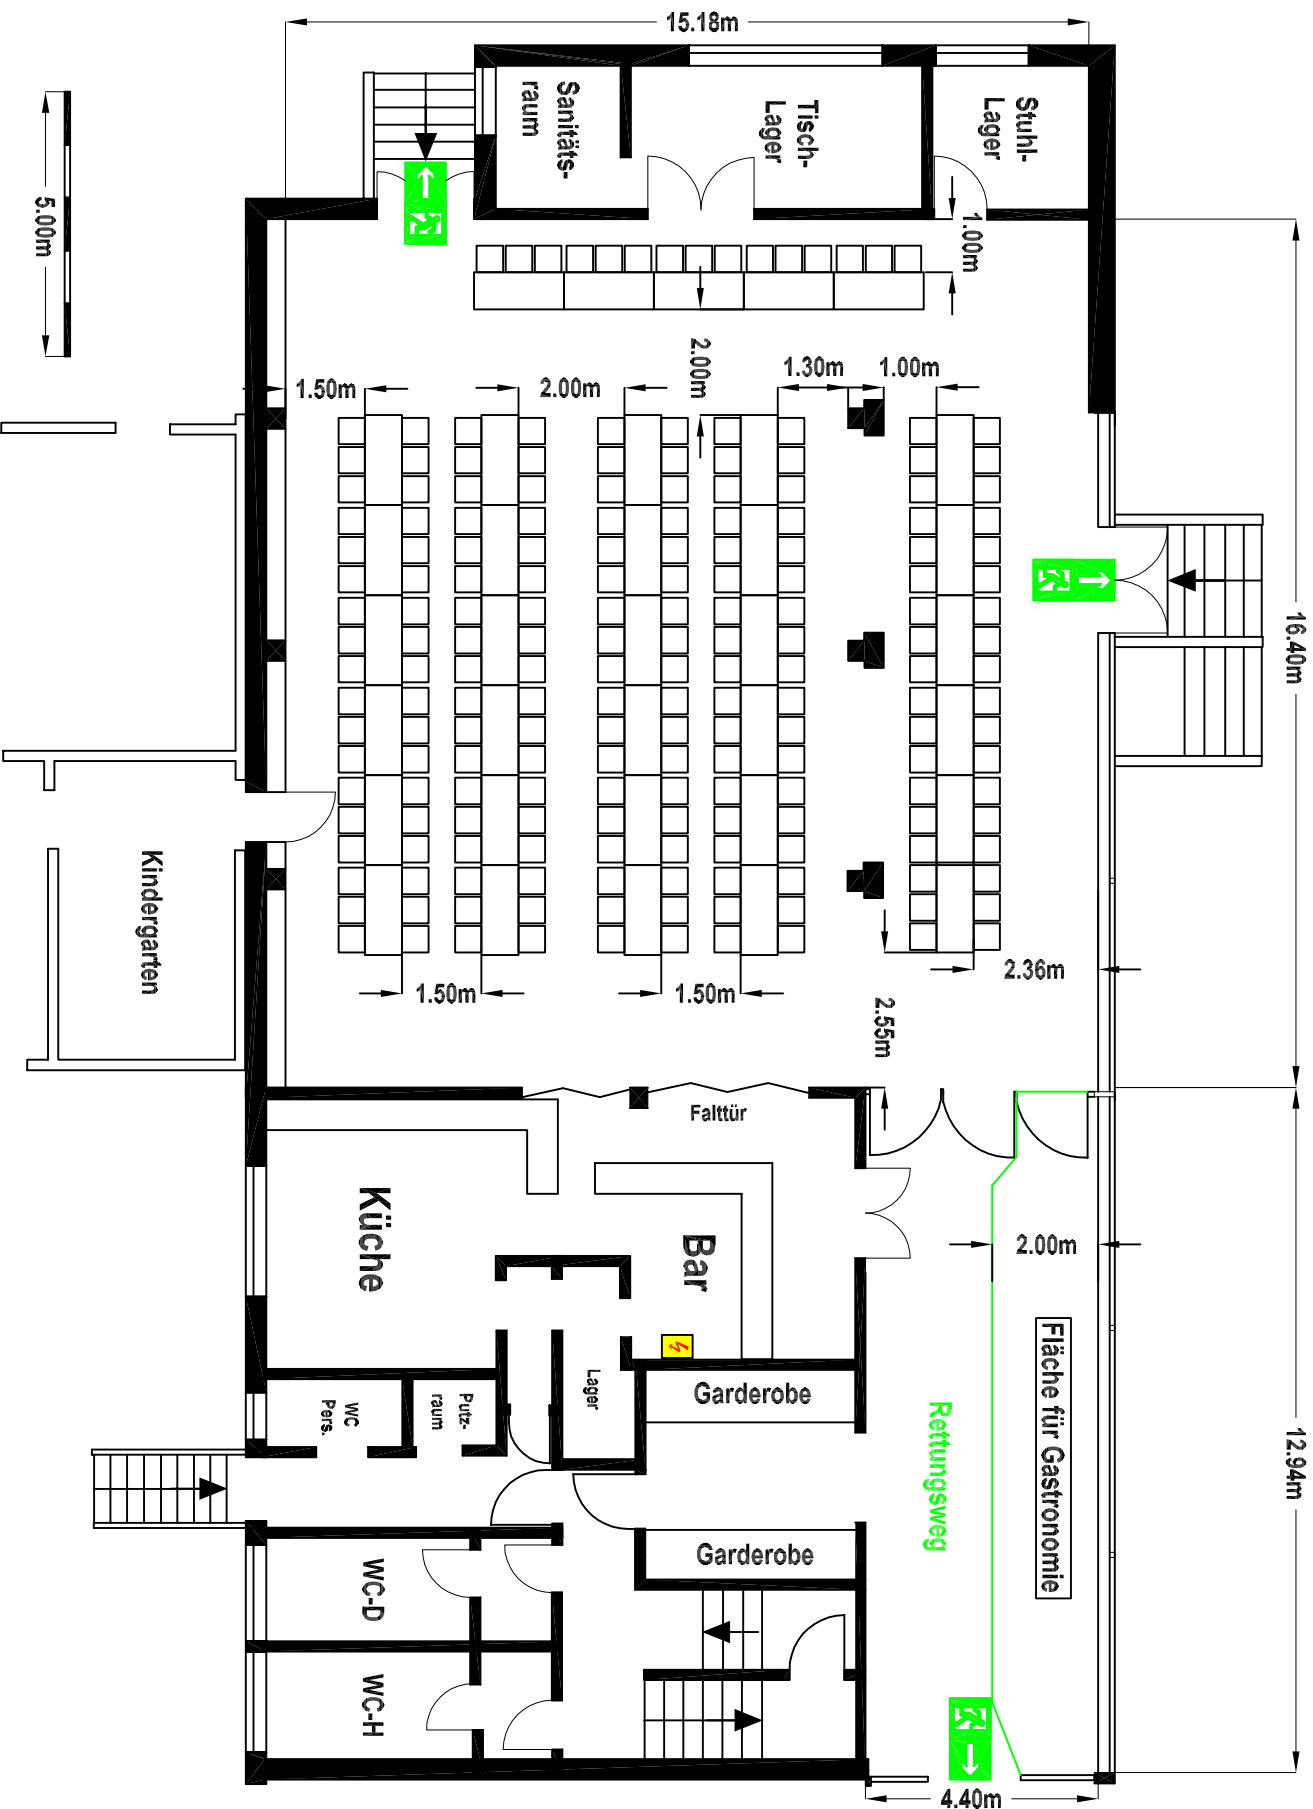 15.18m
Sanitäts-
raum
Tisch-
Lager
Stuhl-
Lager
5.00m
1.00m
1.50m
2.00m
2.00m
1.30m
1.00m
16.40m
Kindergarten
1.50m
1.50m
2.36m
2.55m
Falttür
Küche
Bar
2.00m
Fläche für Gastronomie
Rettungsweg
12.94m
Lager
Garderobe
WC
Pers.
Putz-
raum
Garderobe
WC-D
WC-H
4.40m